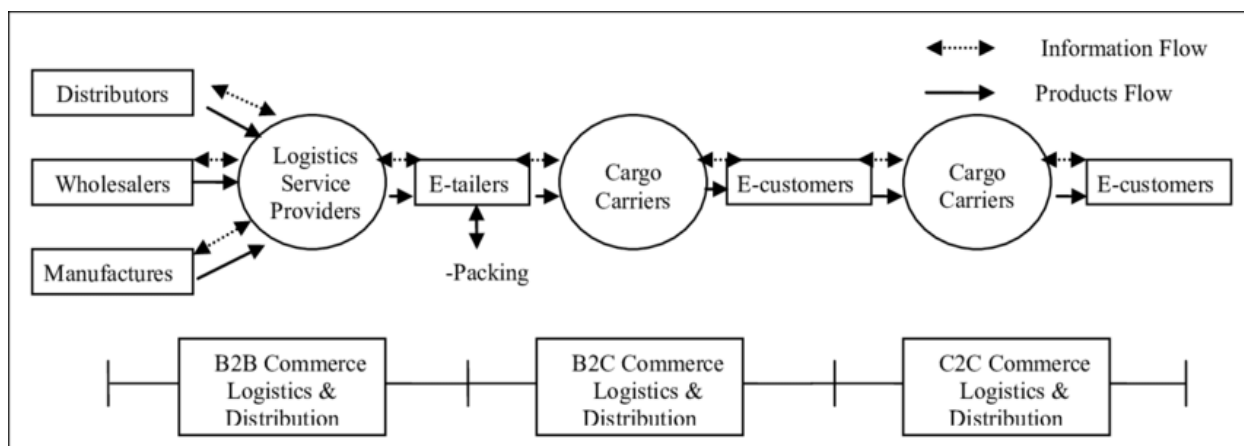 Information Flow
Products Flow
Distributors
Wholesalers
Manufactures
Logistics
Service
Providers
E-tailers
-Packing
Cargo
Carriers
E-customers
Cargo
Carriers
E-customers
B2B Commerce
Logistics &
Distribution
B2C Commerce
Logistics &
Distribution
C2C Commerce
Logistics &
Distribution